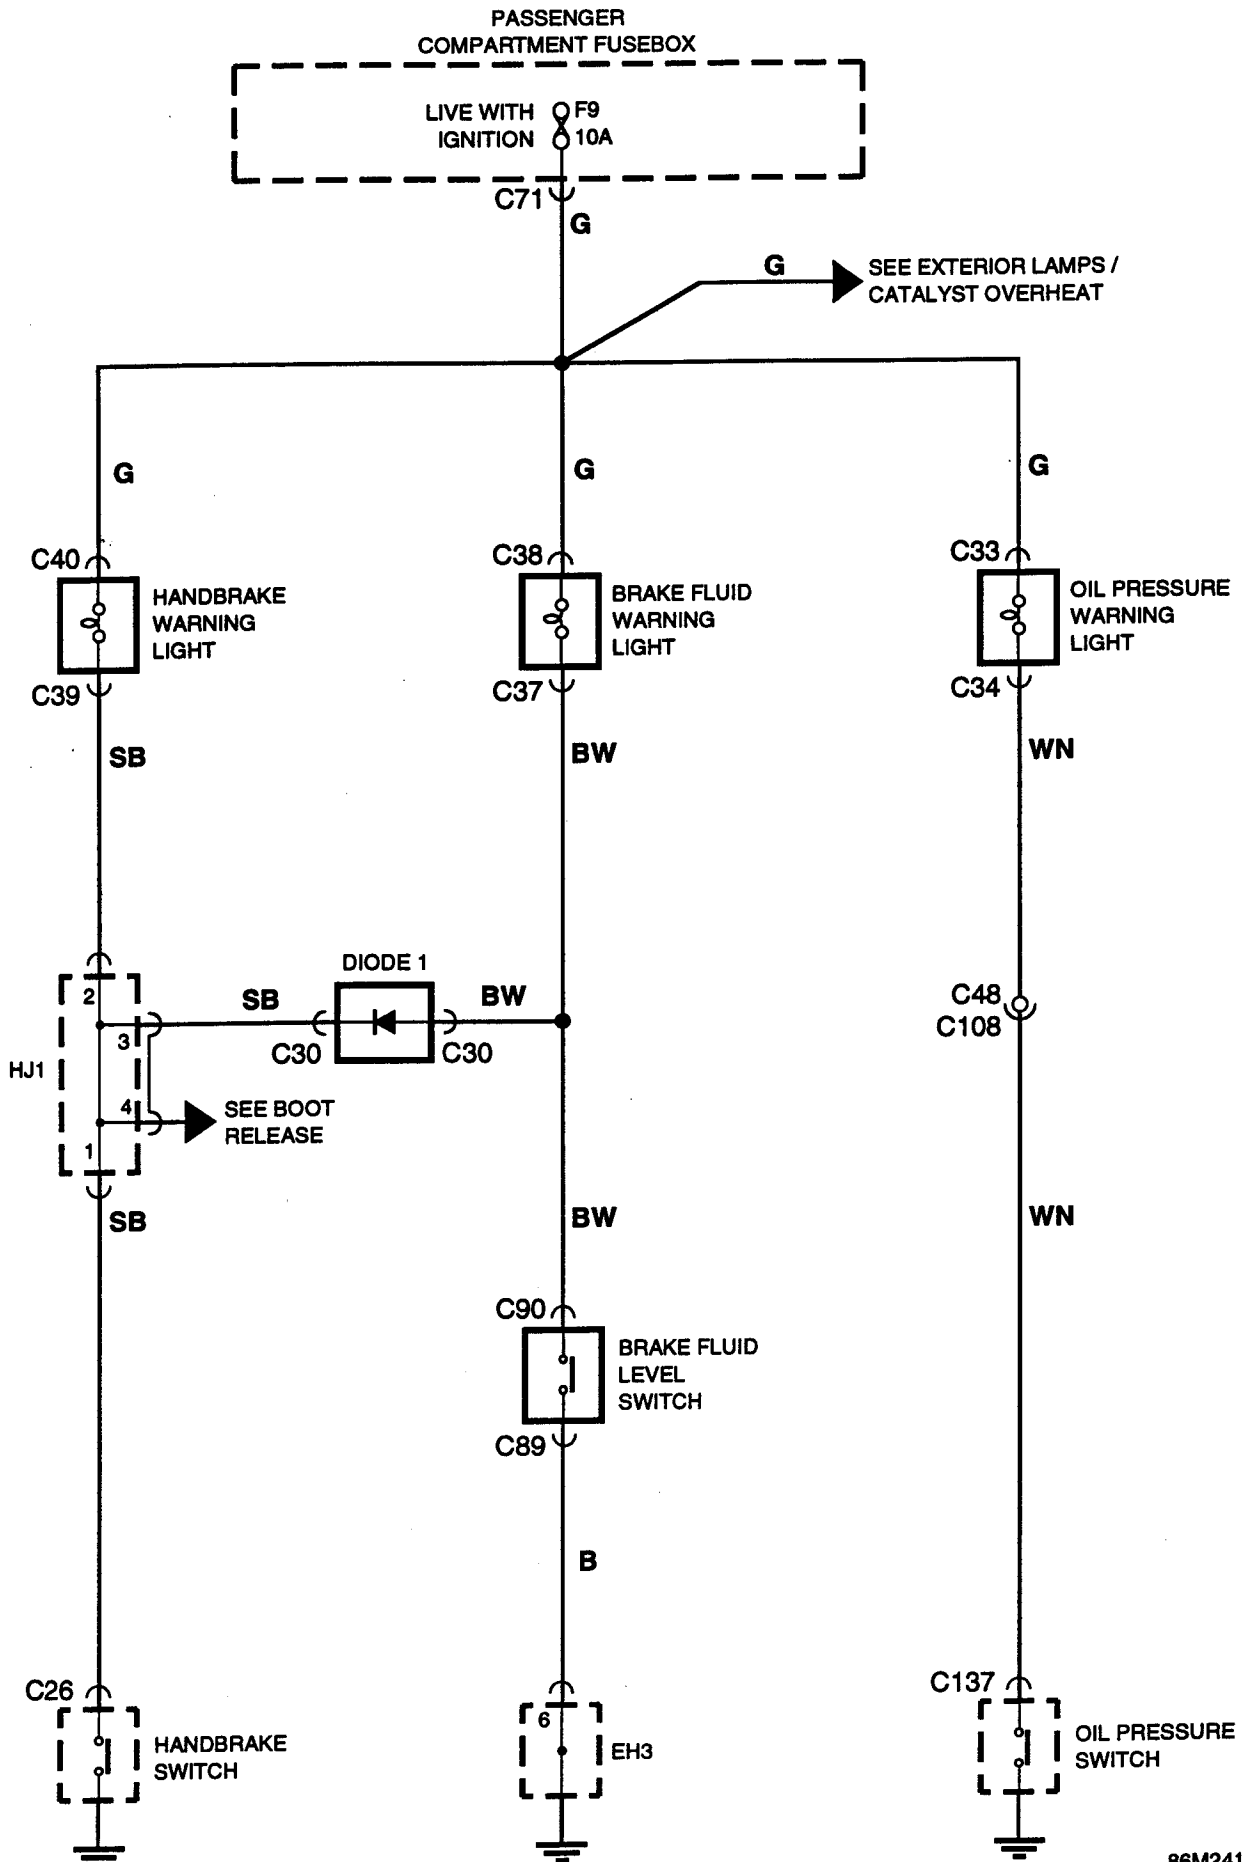 PASSENGER
COMPARTMENT FUSEBOX
LIVE WITH
IGNITION
F9
10A
C71
G
G
SEE EXTERIOR LAMPS /
CATALYST OVERHEAT
G
G
G
C40
HANDBRAKE
WARNING
LIGHT
C39
C38
BRAKE FLUID
WARNING
LIGHT
C37
C33
OIL PRESSURE
WARNING
LIGHT
C34
SB
BW
WN
DIODE 1
2
SB
BW
3
C30
C30
HJ1
4
SEE BOOT
RELEASE
1
C48
C108
SB
BW
WN
C90
BRAKE FLUID
LEVEL
SWITCH
C89
B
C26
HANDBRAKE
SWITCH
6
EH3
C137
OIL PRESSURE
SWITCH
86M241